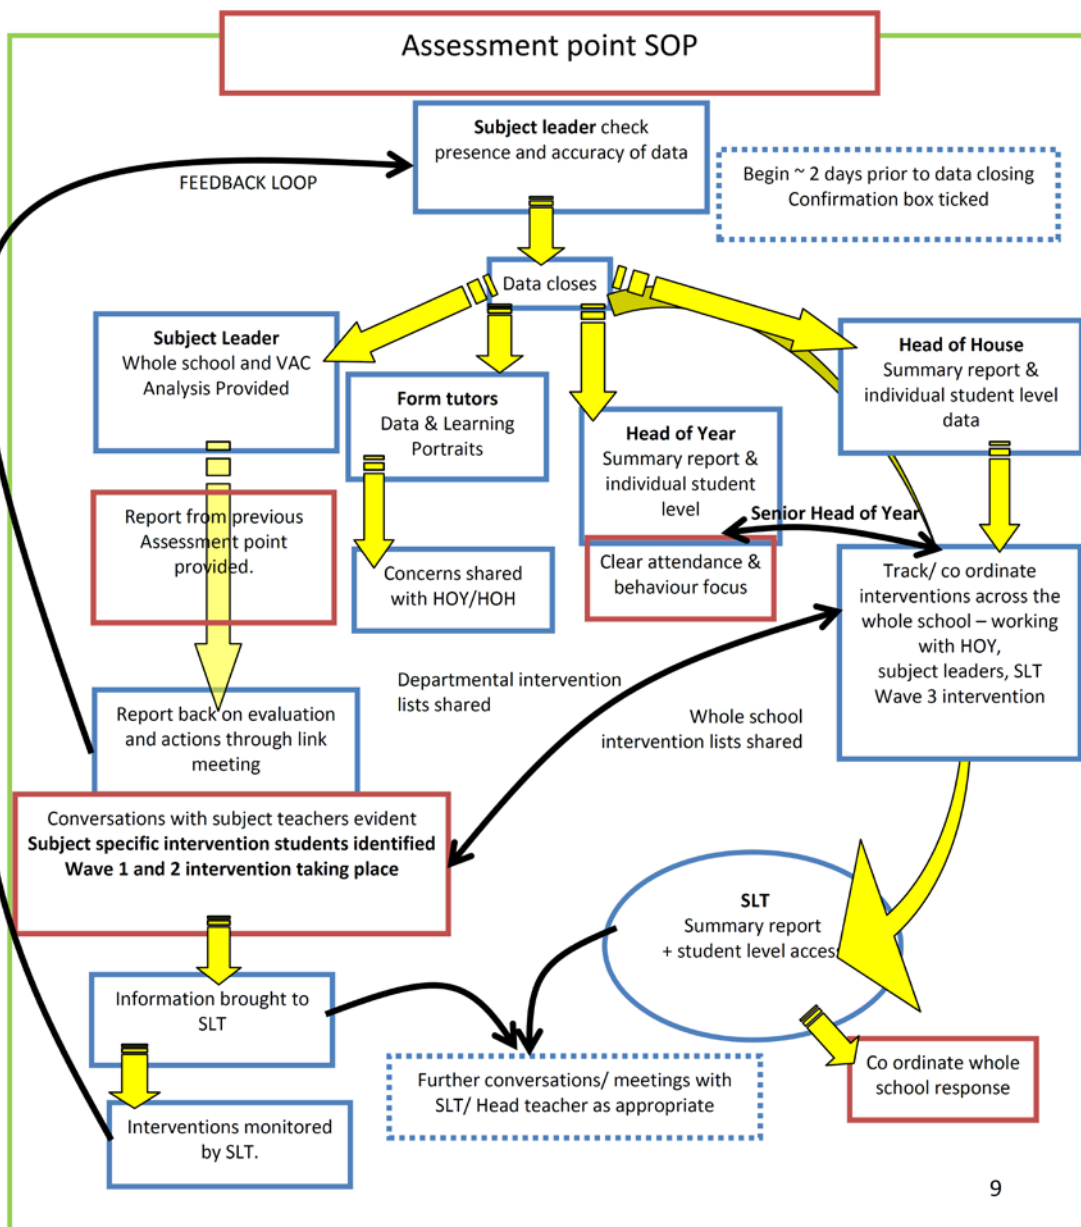 Assessment point SOP
Subject leader check
presence and accuracy of data
Begin ~ 2 days prior to data closing
Confirmation box ticked
FEEDBACK LOOP
Data closes
Subject Leader
Whole school and VAC
Analysis Provided
Form tutors
Data & Learning
Portraits
Head of Year
Summary report &
individual student
level
Head of House
Summary report &
individual student level
data
Report from previous
Assessment point
provided.
Concerns shared
with HOY/HOH
Clear attendance &
behaviour focus
Senior Head of Year
Track/ co ordinate
interventions across the
whole school – working
with HOY,
subject leaders, SLT
Wave 3 intervention
Departmental intervention
lists shared
Whole school
intervention lists shared
Report back on evaluation
and actions through link
meeting
Conversations with subject teachers evident
Subject specific intervention students identified
Wave 1 and 2 intervention taking place
SLT
Summary report
+ student level access
Information brought to
SLT
Further conversations/ meetings with
SLT/ Head teacher as appropriate
Co ordinate whole
school response
Interventions monitored
by SLT.
9